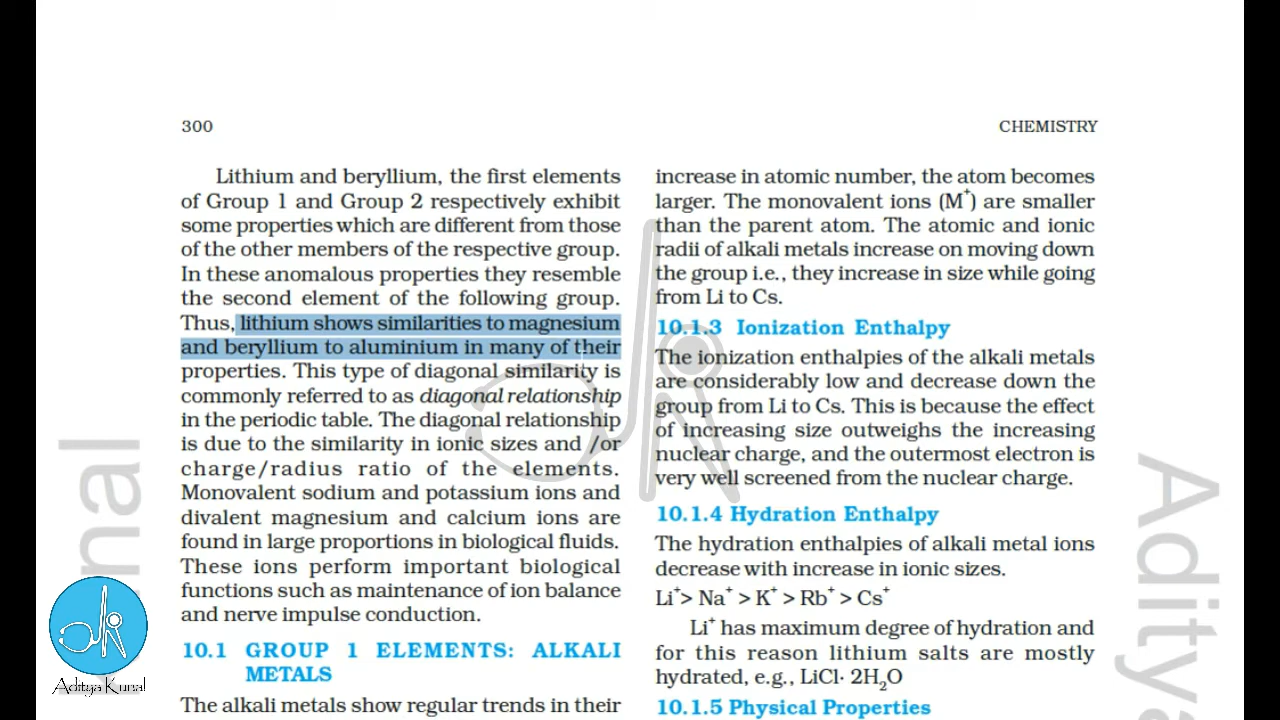 300
CHEMISTRY
Lithium and beryllium, the first elements
of Group 1 and Group 2 respectively exhibit
some properties which are different from those
of the other members of the respective group.
In these anomalous properties they resemble
the second element of the following group.
Thus, lithium shows similarities to magnesium
and beryllium to aluminium in many of their
properties. This type of diagonal similarity is
commonly referred to as diagonal relationship
in the periodic table. The diagonal relationship
is due to the similarity in ionic sizes and /or
charge/radius ratio of the elements.
Monovalent sodium and potassium ions and
divalent magnesium and calcium ions are
found in large proportions in biological fluids.
These ions perform important biological
functions such as maintenance of ion balance
and nerve impulse conduction.
10.1 GROUP 1 ELEMENTS: ALKALI
METALS
The alkali metals show regular trends in their
increase in atomic number, the atom becomes
larger. The monovalent ions (M⁺) are smaller
than the parent atom. The atomic and ionic
radii of alkali metals increase on moving down
the group i.e., they increase in size while going
from Li to Cs.
10.1.3 Ionization Enthalpy
The ionization enthalpies of the alkali metals
are considerably low and decrease down the
group from Li to Cs. This is because the effect
of increasing size outweighs the increasing
nuclear charge, and the outermost electron is
very well screened from the nuclear charge.
10.1.4 Hydration Enthalpy
The hydration enthalpies of alkali metal ions
decrease with increase in ionic sizes.
Li⁺> Na⁺ > K⁺ > Rb⁺ > Cs⁺
Li⁺ has maximum degree of hydration and
for this reason lithium salts are mostly
hydrated, e.g., LiCl· 2H₂O
10.1.5 Physical Properties
nal
Aditya
Aditya Kunal